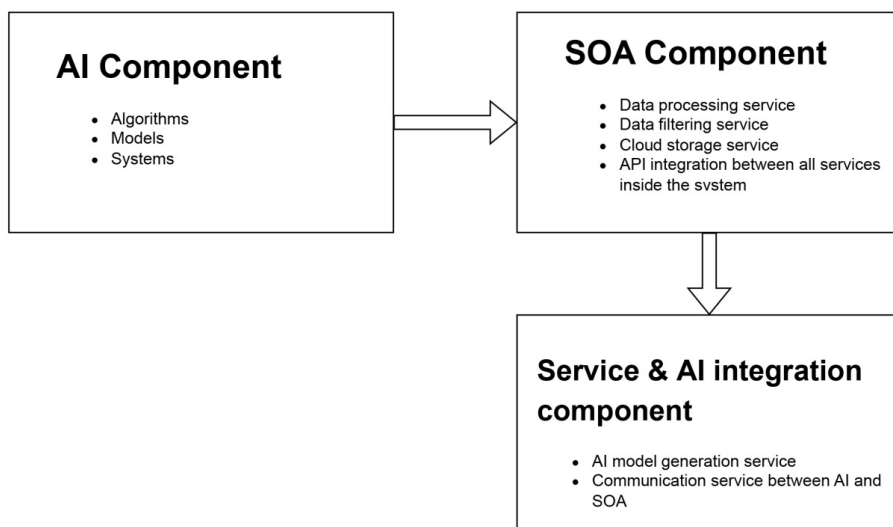 AI Component
Algorithms
Models
Systems
SOA Component
Data processing service
Data filtering service
Cloud storage service
API integration between all services
inside the system
Service & AI integration
component
AI model generation service
Communication service between AI and
SOA